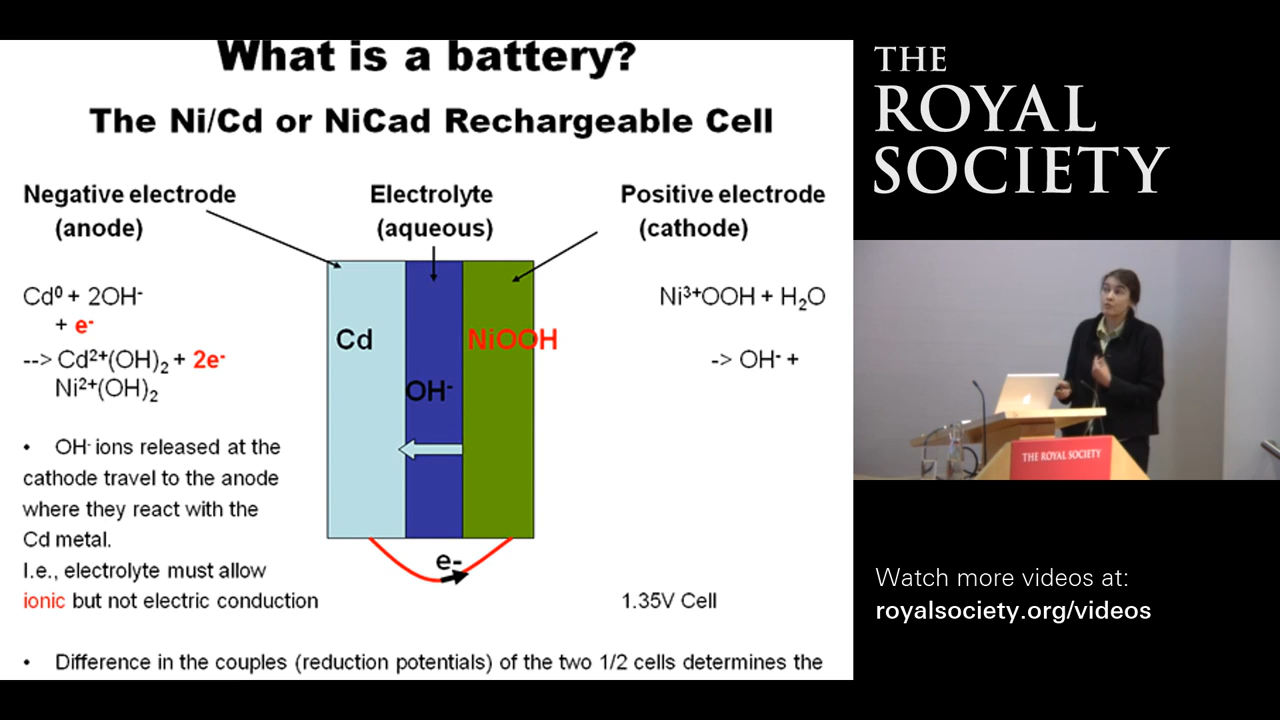 What is a battery?
The Ni/Cd or NiCad Rechargeable Cell
Negative electrode
(anode)
Electrolyte
(aqueous)
Positive electrode
(cathode)
Cd⁰ + 2OH⁻
+ e⁻
--> Cd²⁺(OH)₂ + 2e⁻
Ni²⁺(OH)₂
Cd
OH⁻
NiOOH
Ni³⁺OOH + H₂O
-> OH⁻ +
• OH⁻ ions released at the
cathode travel to the anode
where they react with the
Cd metal.
I.e., electrolyte must allow
ionic but not electric conduction
e-
1.35V Cell
• Difference in the couples (reduction potentials) of the two 1/2 cells determines the
THE
ROYAL
SOCIETY
THE ROYAL SOCIETY
Watch more videos at:
royalsociety.org/videos